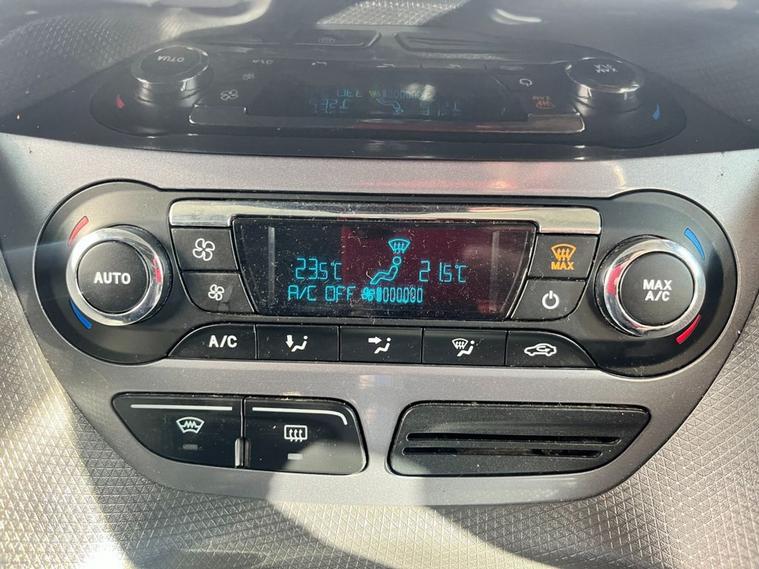 AUTO
23.5°C
21.5°C
A/C OFF
MAX
MAX
A/C
A/C